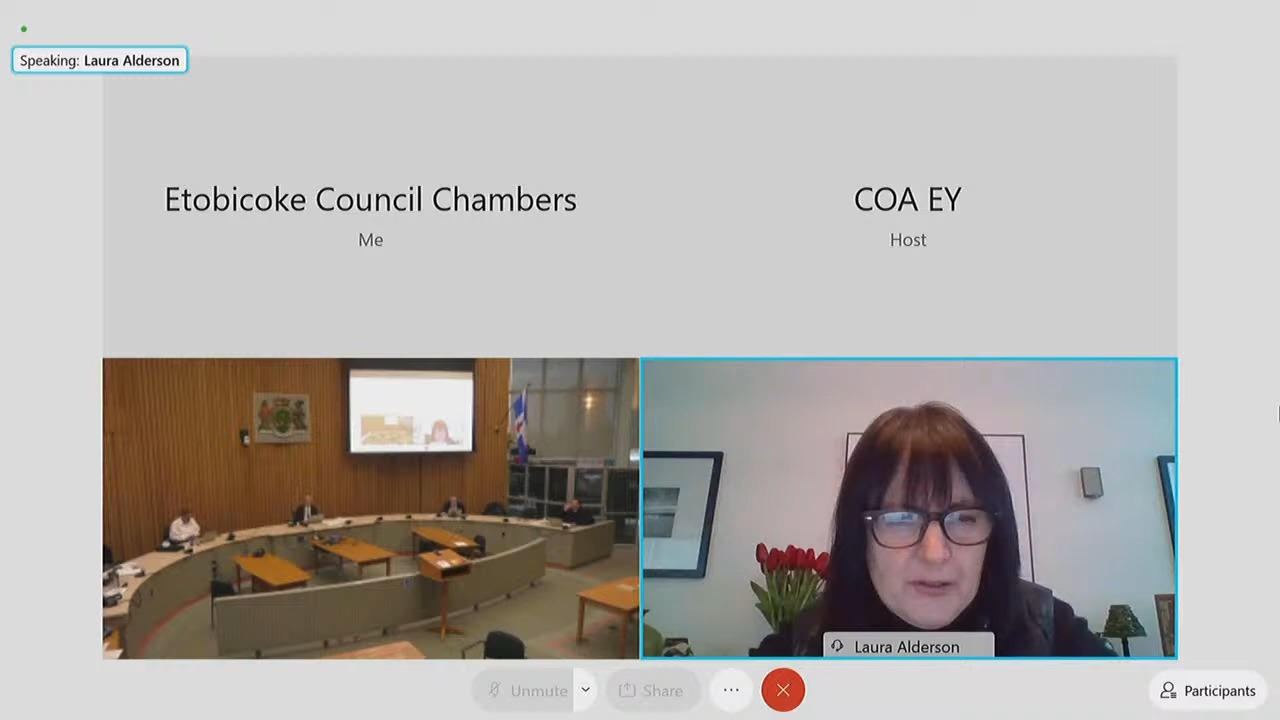 Speaking: Laura Alderson
Etobicoke Council Chambers
Me
COA EY
Host
Laura Alderson
Unmute
Share
Participants